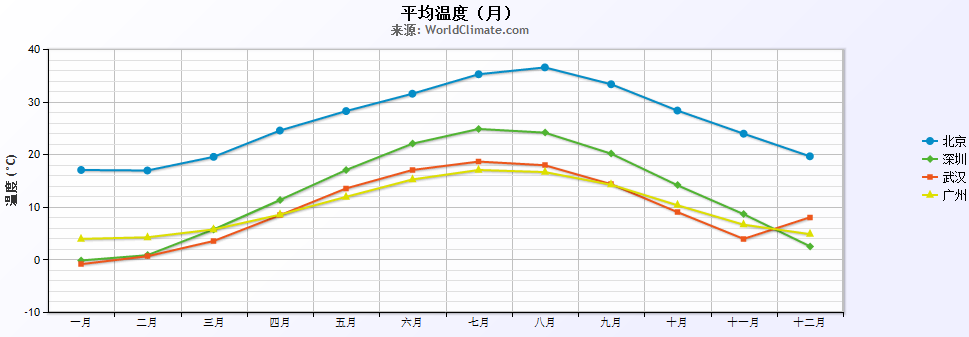 平均温度（月）
来源: WorldClimate.com
温度 (°C)
40
30
20
10
0
-10
一月 二月 三月 四月 五月 六月 七月 八月 九月 十月 十一月 十二月
北京
深圳
武汉
广州